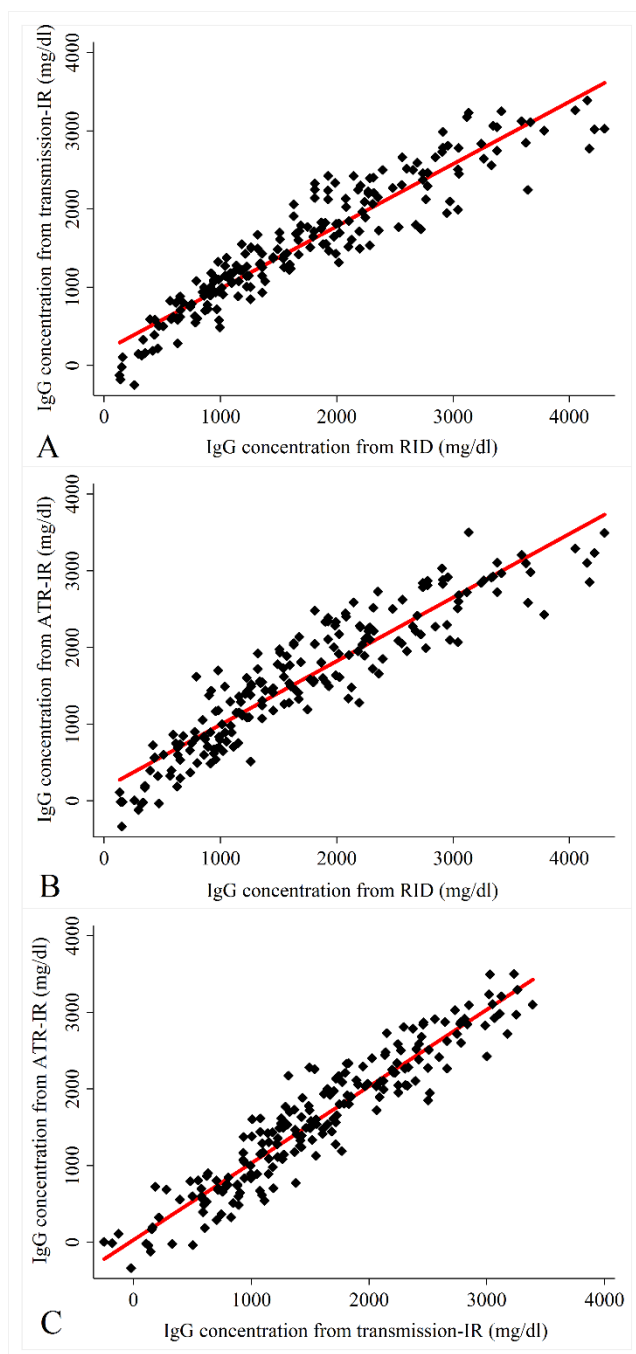 IgG concentration from transmission-IR (mg/dl)
4000
3000
2000
1000
0
0 1000 2000 3000 4000
IgG concentration from RID (mg/dl)
A
IgG concentration from ATR-IR (mg/dl)
4000
3000
2000
1000
0
0 1000 2000 3000 4000
IgG concentration from RID (mg/dl)
B
IgG concentration from ATR-IR (mg/dl)
4000
3000
2000
1000
0
0 1000 2000 3000 4000
IgG concentration from transmission-IR (mg/dl)
C